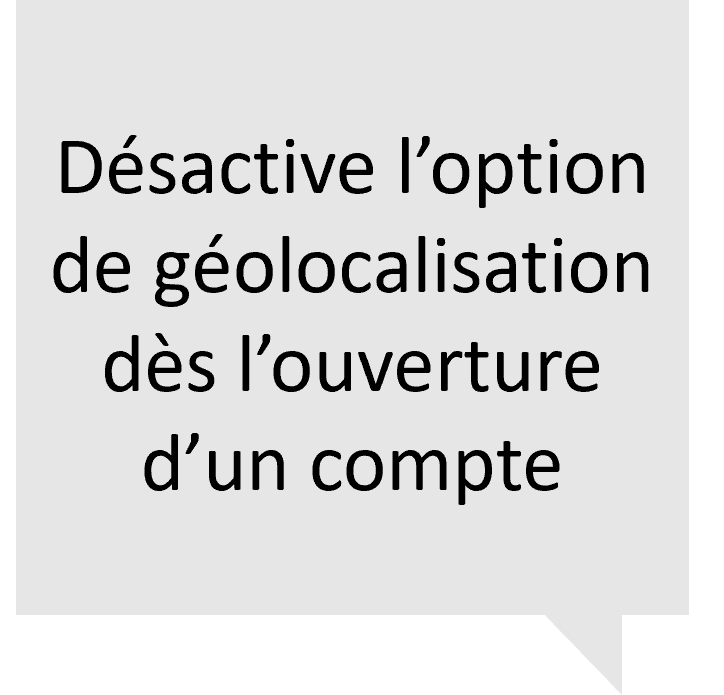 Désactive l’option
de géolocalisation
dès l’ouverture
d’un compte